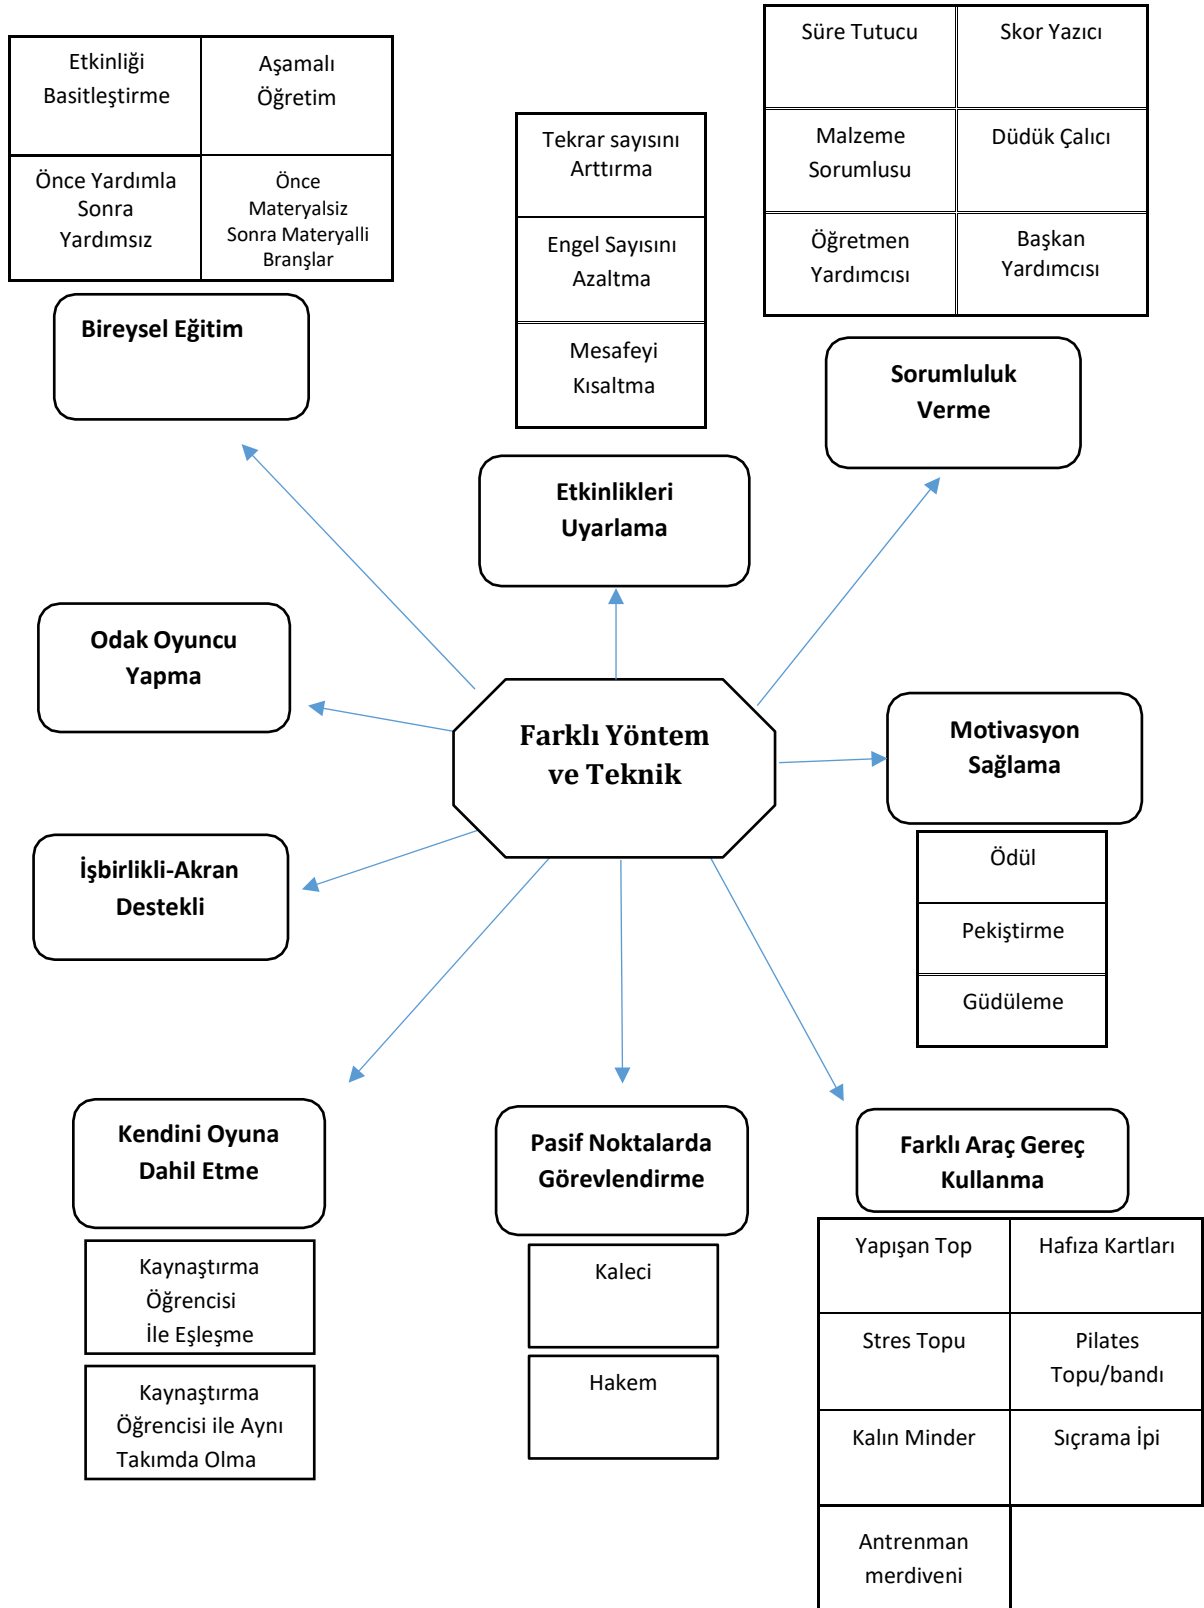 Etkinliği
Basitleştirme
Aşamalı
Öğretim
Önce Yardımla
Sonra
Yardımsız
Önce
Materyalsiz
Sonra Materyalli
Branşlar
Bireysel Eğitim
Tekrar sayısını
Arttırma
Engel Sayısını
Azaltma
Mesafeyi
Kısaltma
Etkinlikleri
Uyarlama
Süre Tutucu
Skor Yazıcı
Malzeme
Sorumlusu
Düdük Çalıcı
Öğretmen
Yardımcısı
Başkan
Yardımcısı
Sorumluluk
Verme
Odak Oyuncu
Yapma
Farklı Yöntem
ve Teknik
Motivasyon
Sağlama
Ödül
Pekiştirme
Güdüleme
İşbirlikli-Akran
Destekli
Kendini Oyuna
Dahil Etme
Kaynaştırma
Öğrencisi
İle Eşleşme
Kaynaştırma
Öğrencisi ile Aynı
Takımda Olma
Pasif Noktalarda
Görevlendirme
Kaleci
Hakem
Farklı Araç Gereç
Kullanma
Yapışan Top
Hafıza Kartları
Stres Topu
Pilates
Topu/bandı
Kalın Minder
Sıçrama İpi
Antrenman
merdiveni